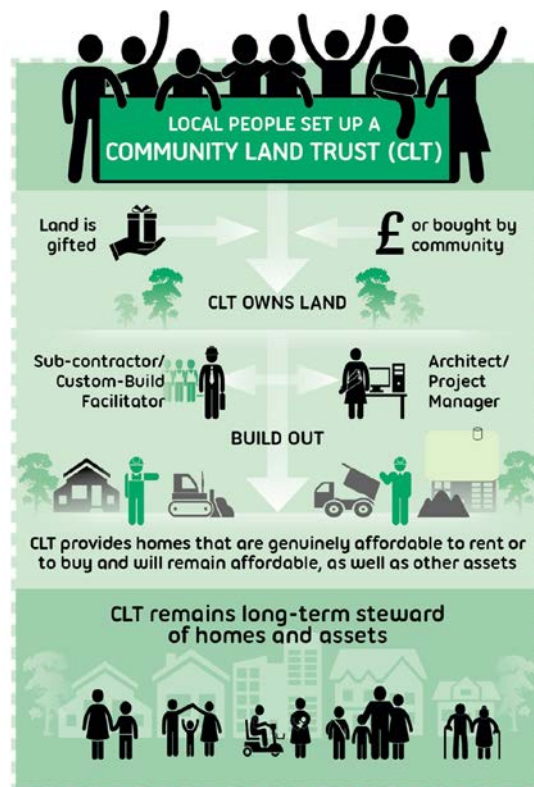 LOCAL PEOPLE SET UP A
COMMUNITY LAND TRUST (CLT)
Land is
gifted
£ or bought by
community
CLT OWNS LAND
Sub-contractor/
Custom-Build
Facilitator
Architect/
Project
Manager
BUILD OUT
CLT provides homes that are genuinely affordable to rent or
to buy and will remain affordable, as well as other assets
CLT remains long-term steward
of homes and assets